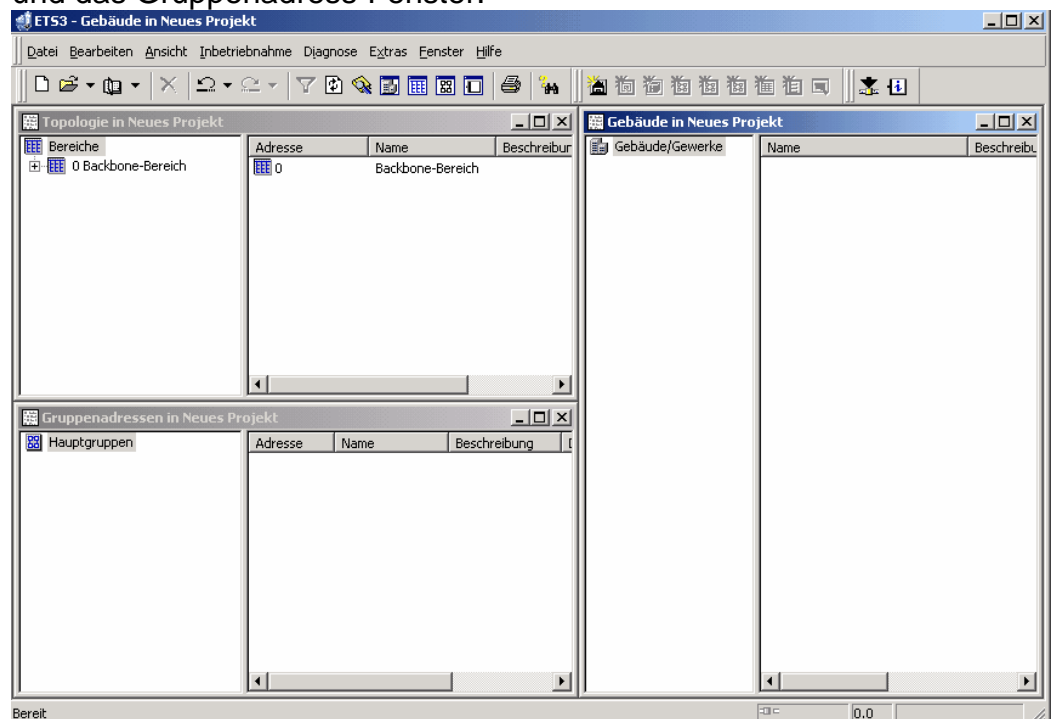 und das Gruppenadress-Fenster.
ETS3 - Gebäude in Neues Projekt
Datei Bearbeiten Ansicht Inbetriebnahme Diagnose Extras Fenster Hilfe
Topologie in Neues Projekt
Bereiche
0 Backbone-Bereich
Adresse Name Beschreibur
0 Backbone-Bereich
Gruppenadressen in Neues Projekt
Hauptgruppen
Adresse Name Beschreibung
Gebäude in Neues Projekt
Gebäude/Gewerke
Name Beschreibu
Bereit 0.0